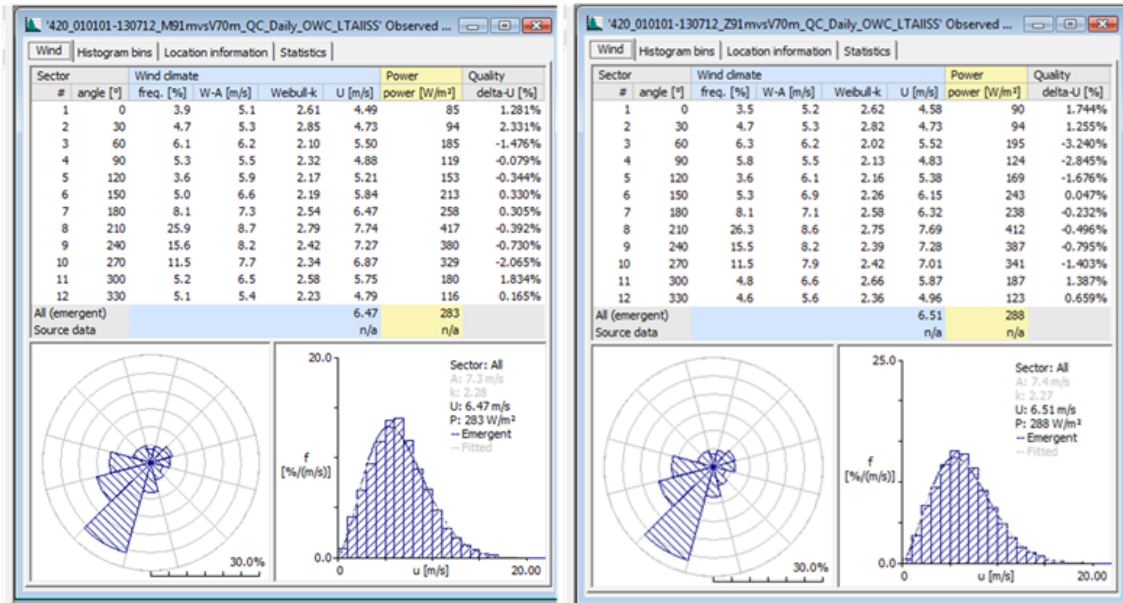 '420_010101-130712_M91mvsV70m_QC_Daily_OWC_LTAIISS' Observed ...
Wind Histogram bins Location information Statistics
Sector Wind climate Power Quality
# angle [°] freq. [%] W-A [m/s] Weibull-k U [m/s] power [W/m²] delta-U [%]
1 0 3.9 5.1 2.61 4.49 85 1.281%
2 30 4.7 5.3 2.85 4.73 94 2.331%
3 60 6.1 6.2 2.10 5.50 185 -1.476%
4 90 5.3 5.5 2.32 4.88 119 -0.079%
5 120 3.6 5.9 2.17 5.21 153 -0.344%
6 150 5.0 6.6 2.19 5.84 213 0.330%
7 180 8.1 7.3 2.54 6.47 258 0.305%
8 210 25.9 8.7 2.79 7.74 417 -0.392%
9 240 15.6 8.2 2.42 7.27 380 -0.730%
10 270 11.5 7.7 2.34 6.87 329 -2.065%
11 300 5.2 6.5 2.58 5.75 180 1.834%
12 330 5.1 5.4 2.23 4.79 116 0.165%
All (emergent) 6.47 283
Source data n/a n/a
30.0%
20.0
Sector: All
A: 7.3 m/s
k: 2.28
U: 6.47 m/s
P: 283 W/m²
-- Emergent
-- Fitted
f
[%/(m/s)]
0.0
0 u [m/s] 20.00
'420_010101-130712_Z91mvsV70m_QC_Daily_OWC_LTAIISS' Observed ...
Wind Histogram bins Location information Statistics
Sector Wind climate Power Quality
# angle [°] freq. [%] W-A [m/s] Weibull-k U [m/s] power [W/m²] delta-U [%]
1 0 3.5 5.2 2.62 4.58 90 1.744%
2 30 4.7 5.3 2.82 4.73 94 1.255%
3 60 6.3 6.2 2.02 5.52 195 -3.240%
4 90 5.8 5.5 2.13 4.83 124 -2.845%
5 120 3.6 6.1 2.16 5.38 169 -1.676%
6 150 5.3 6.9 2.26 6.15 243 0.047%
7 180 8.1 7.1 2.58 6.32 238 -0.232%
8 210 26.3 8.6 2.75 7.69 412 -0.496%
9 240 15.5 8.2 2.39 7.28 387 -0.795%
10 270 11.5 7.9 2.42 7.01 341 -1.403%
11 300 4.8 6.6 2.66 5.87 187 1.387%
12 330 4.6 5.6 2.36 4.96 123 0.659%
All (emergent) 6.51 288
Source data n/a n/a
30.0%
25.0
Sector: All
A: 7.4 m/s
k: 2.27
U: 6.51 m/s
P: 288 W/m²
-- Emergent
-- Fitted
f
[%/(m/s)]
0.0
0 u [m/s] 20.00